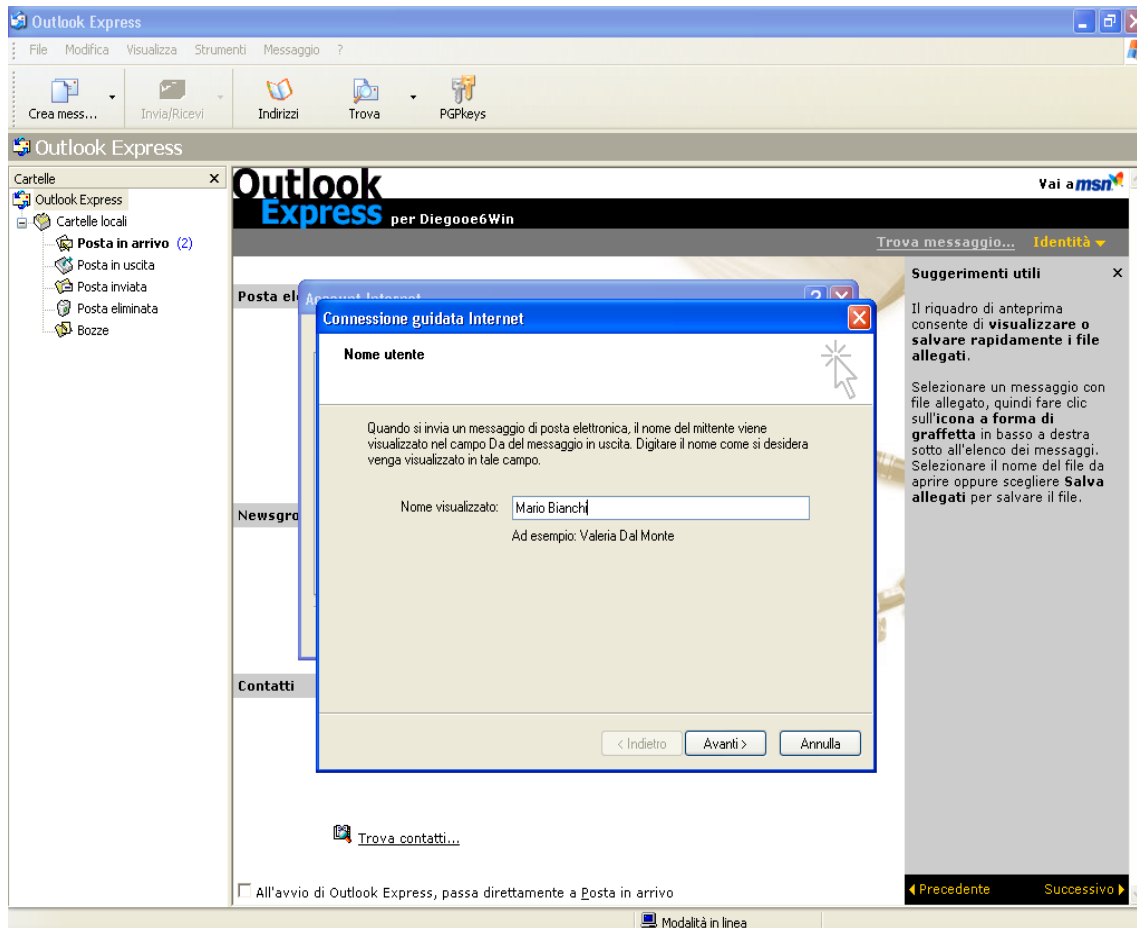 Outlook Express
File Modifica Visualizza Strumenti Messaggio ?
Crea mess... Invia/Ricevi Indirizzi Trova PGPkeys
Outlook Express
Cartelle
Outlook Express
Cartelle locali
Posta in arrivo (2)
Posta in uscita
Posta inviata
Posta eliminata
Bozze
Outlook
Express per Diegooe6Win
Vai a msn
Trova messaggio... Identità
Posta el
Newsgro
Contatti
Account Internet
Connessione guidata Internet
Nome utente
Quando si invia un messaggio di posta elettronica, il nome del mittente viene
visualizzato nel campo Da del messaggio in uscita. Digitare il nome come si desidera
venga visualizzato in tale campo.
Nome visualizzato: Mario Bianchi
Ad esempio: Valeria Dal Monte
< Indietro Avanti > Annulla
Trova contatti...
All'avvio di Outlook Express, passa direttamente a Posta in arrivo
Suggerimenti utili
Il riquadro di anteprima
consente di visualizzare o
salvare rapidamente i file
allegati.
Selezionare un messaggio con
file allegato, quindi fare clic
sull'icona a forma di
graffetta in basso a destra
sotto all'elenco dei messaggi.
Selezionare il nome del file da
aprire oppure scegliere Salva
allegati per salvare il file.
Precedente Successivo
Modalità in linea